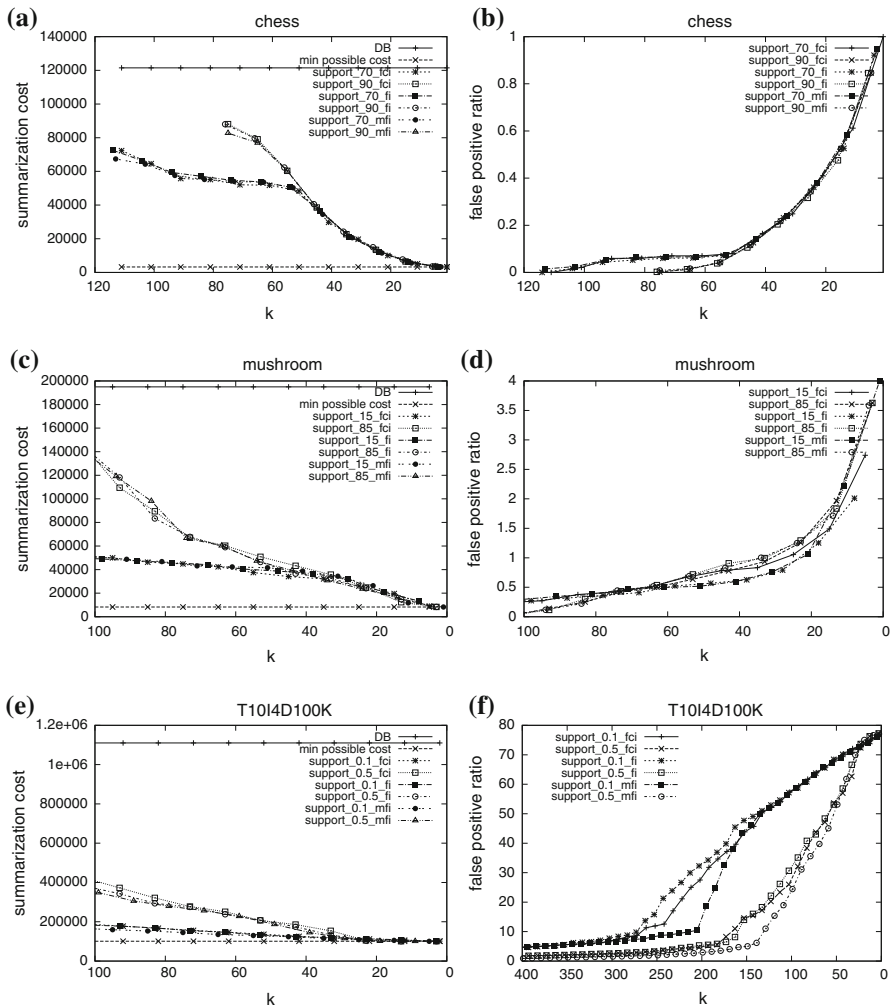 (a)
chess
140000
120000
100000
80000
60000
40000
20000
0
summarization cost
DB
min possible cost
support_70_fci
support_90_fci
support_70_fi
support_90_fi
support_70_mfi
support_90_mfi
120 100 80 60 40 20
k
(b)
chess
1
0.8
0.6
0.4
0.2
0
false positive ratio
support_70_fci
support_90_fci
support_70_fi
support_90_fi
support_70_mfi
support_90_mfi
120 100 80 60 40 20
k
(c)
mushroom
200000
180000
160000
140000
120000
100000
80000
60000
40000
20000
0
summarization cost
DB
min possible cost
support_15_fci
support_85_fci
support_15_fi
support_85_fi
support_15_mfi
support_85_mfi
100 80 60 40 20 0
k
(d)
mushroom
4
3.5
3
2.5
2
1.5
1
0.5
0
false positive ratio
support_15_fci
support_85_fci
support_15_fi
support_85_fi
support_15_mfi
support_85_mfi
100 80 60 40 20 0
k
(e)
T10I4D100K
1.2e+06
1e+06
800000
600000
400000
200000
0
summarization cost
DB
min possible cost
support_0.1_fci
support_0.5_fci
support_0.1_fi
support_0.5_fi
support_0.1_mfi
support_0.5_mfi
100 80 60 40 20 0
k
(f)
T10I4D100K
80
70
60
50
40
30
20
10
0
false positive ratio
support_0.1_fci
support_0.5_fci
support_0.1_fi
support_0.5_fi
support_0.1_mfi
support_0.5_mfi
400 350 300 250 200 150 100 50 0
k